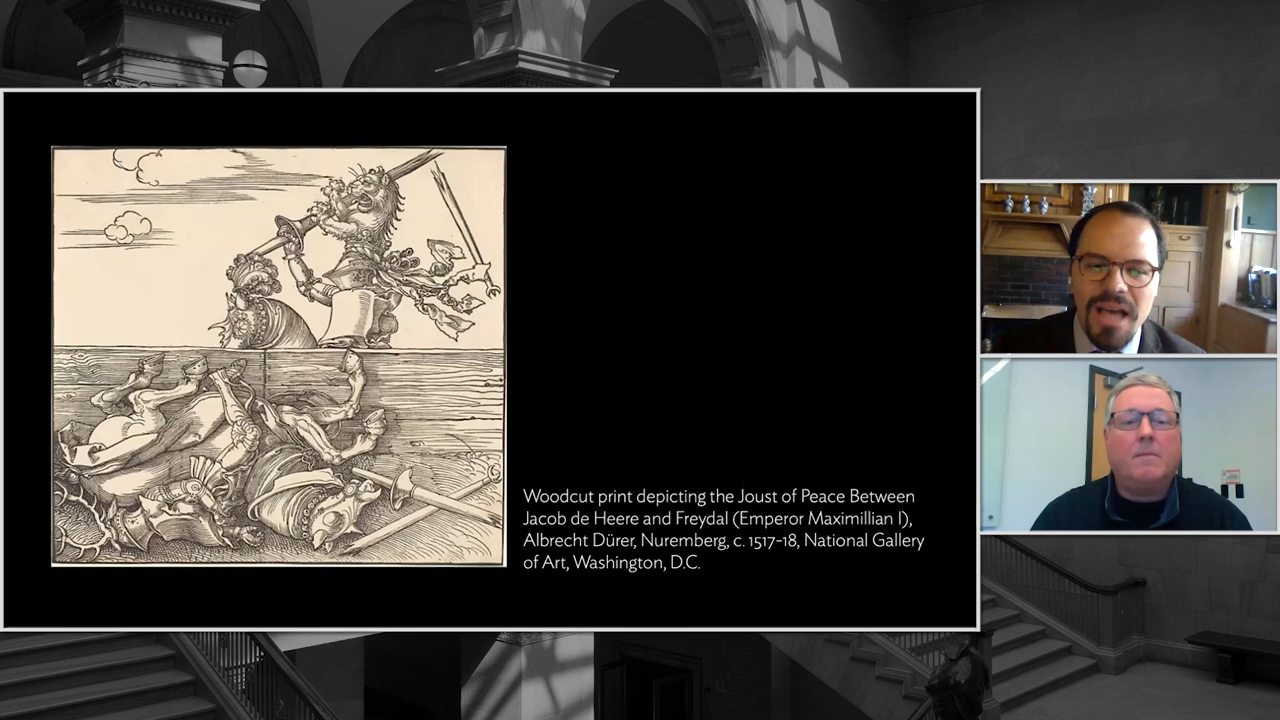 Woodcut print depicting the Joust of Peace Between
Jacob de Heere and Freydal (Emperor Maximillian I),
Albrecht Dürer, Nuremberg, c. 1517-18, National Gallery
of Art, Washington, D.C.